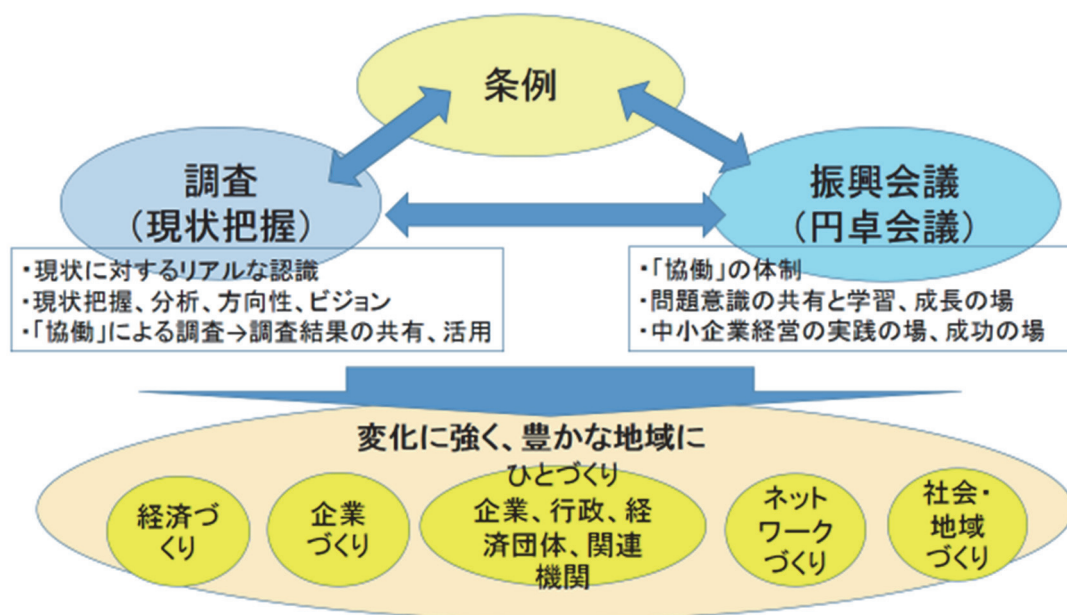 条例
調査
（現状把握）
・現状に対するリアルな認識
・現状把握、分析、方向性、ビジョン
・「協働」による調査→調査結果の共有、活用
振興会議
（円卓会議）
・「協働」の体制
・問題意識の共有と学習、成長の場
・中小企業経営の実践の場、成功の場
変化に強く、豊かな地域に
経済づ
くり
企業
づくり
ひとづくり
企業、行政、経
済団体、関連
機関
ネット
ワーク
づくり
社会・
地域
づくり